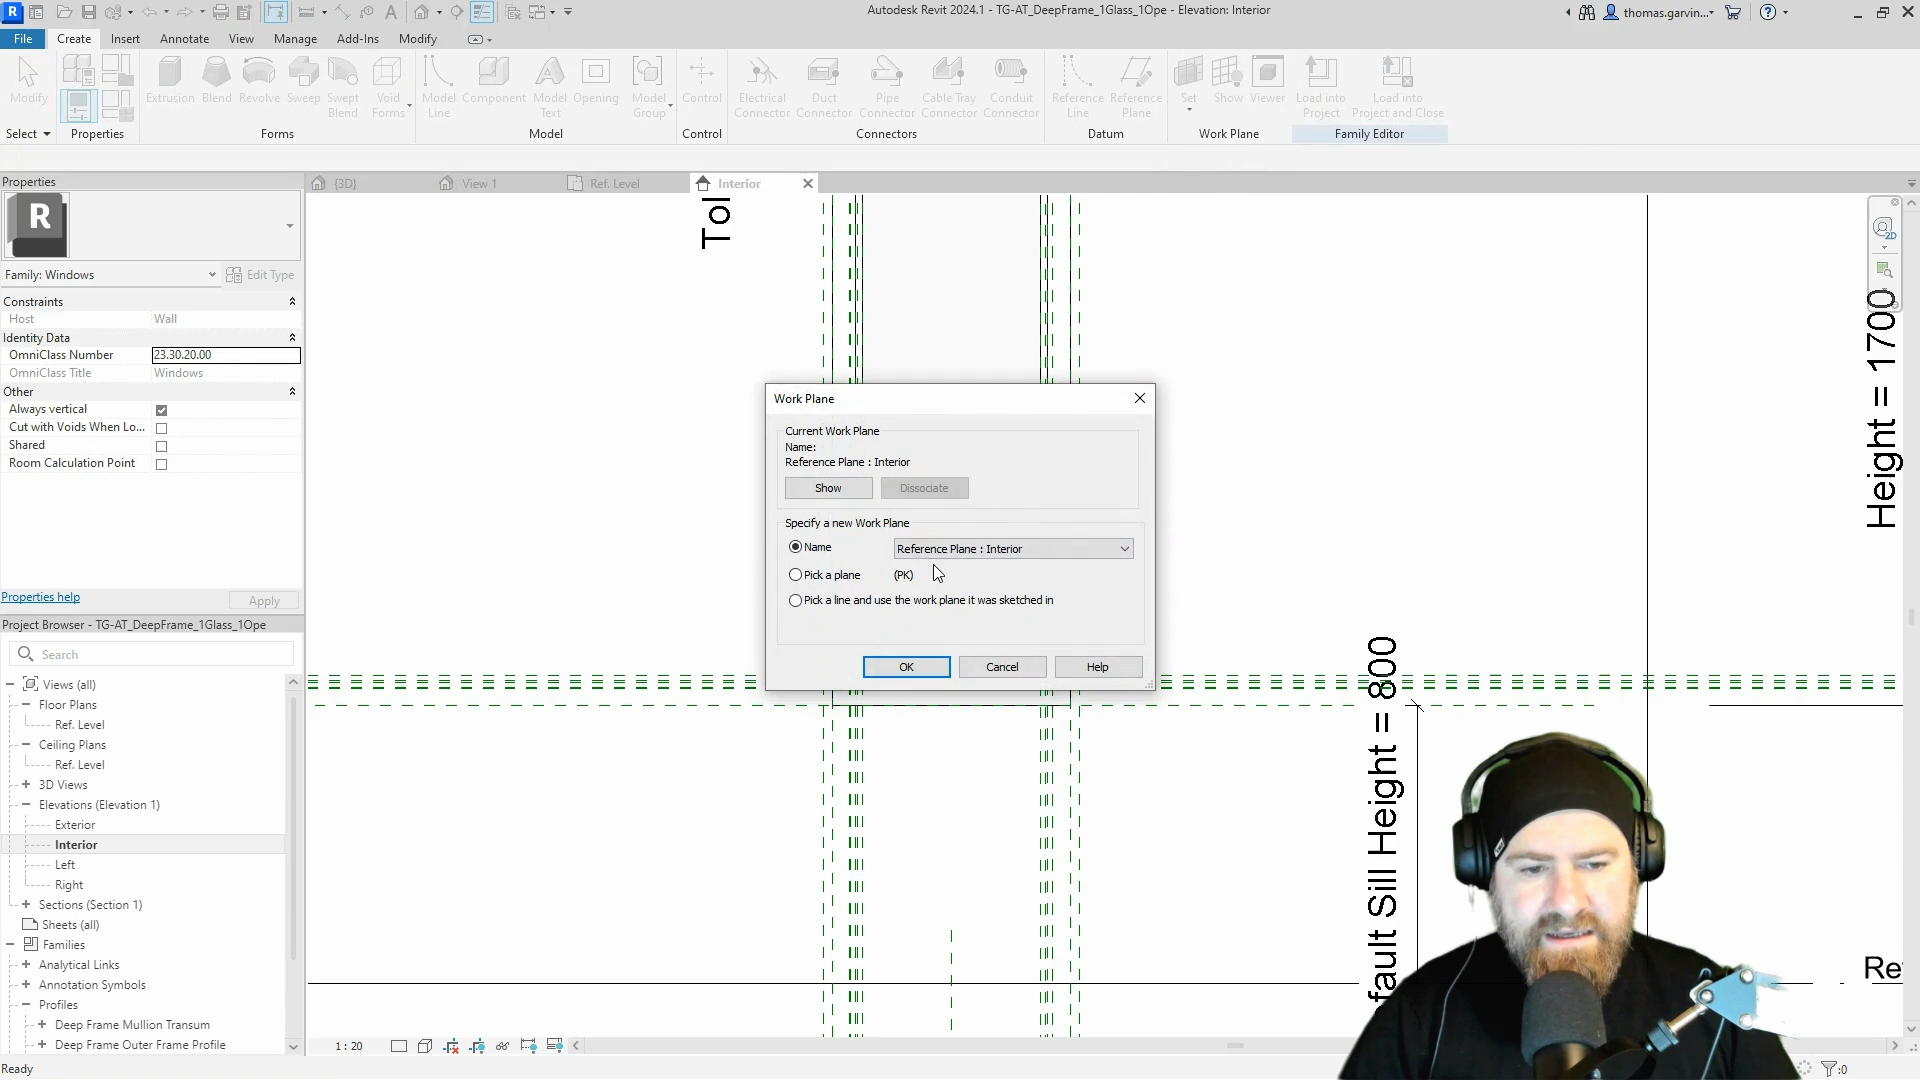 Autodesk Revit 2024.1 - TG-AT_DeepFrame_1Glass_1Ope - Elevation: Interior
thomas.garvin...
File
Create
Insert
Annotate
View
Manage
Add-Ins
Modify
Modify
Extrusion
Blend
Revolve
Sweep
Swept Blend
Void Forms
Model Line
Component
Model Text
Opening
Model Group
Control
Electrical Connector
Duct Connector
Pipe Connector
Cable Tray Connector
Conduit Connector
Reference Line
Reference Plane
Set
Show
Viewer
Load into Project
Load into Project and Close
Select
Properties
Forms
Model
Control
Connectors
Datum
Work Plane
Family Editor
Properties
{3D}
View 1
Ref. Level
Interior
R
Family: Windows
Edit Type
Constraints
Host Wall
Identity Data
OmniClass Number 23.30.20.00
OmniClass Title Windows
Other
Always vertical
Cut with Voids When Lo...
Shared
Room Calculation Point
Properties help
Apply
Project Browser - TG-AT_DeepFrame_1Glass_1Ope
Search
Views (all)
Floor Plans
Ref. Level
Ceiling Plans
Ref. Level
3D Views
Elevations (Elevation 1)
Exterior
Interior
Left
Right
Sections (Section 1)
Sheets (all)
Families
Analytical Links
Annotation Symbols
Profiles
Deep Frame Mullion Transum
Deep Frame Outer Frame Profile
Tol
Height = 1700
fault Sill Height = 800
Re
Work Plane
Current Work Plane
Name:
Reference Plane : Interior
Show
Dissociate
Specify a new Work Plane
Name
Reference Plane : Interior
Pick a plane (PK)
Pick a line and use the work plane it was sketched in
OK
Cancel
Help
1 : 20
Ready
:0